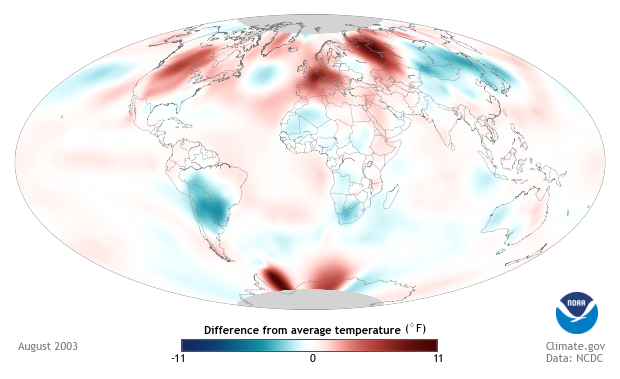 NOAA
Difference from average temperature (°F)
August 2003
-11
0
11
Climate.gov
Data: NCDC